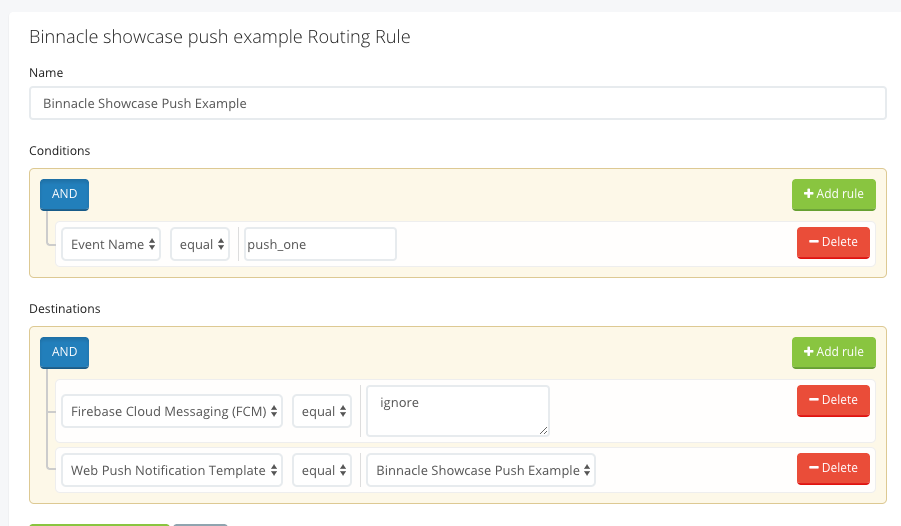 Binnacle showcase push example Routing Rule
Name
Binnacle Showcase Push Example
Conditions
AND
Add rule
Event Name equal push_one Delete
Destinations
AND
Add rule
Firebase Cloud Messaging (FCM) equal ignore Delete
Web Push Notification Template equal Binnacle Showcase Push Example Delete